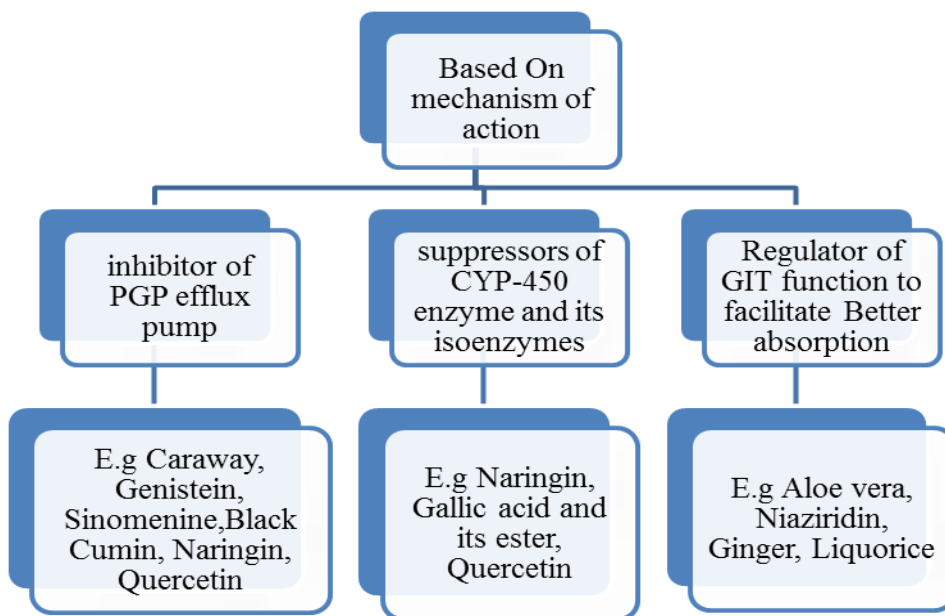 Based On
mechanism of
action
inhibitor of
PGP efflux
pump
suppressors of
CYP-450
enzyme and its
isoenzymes
Regulator of
GIT function to
facilitate Better
absorption
E.g Caraway,
Genistein,
Sinomenine,Black
Cumin, Naringin,
Quercetin
E.g Naringin,
Gallic acid and
its ester,
Quercetin
E.g Aloe vera,
Niaziridin,
Ginger, Liquorice